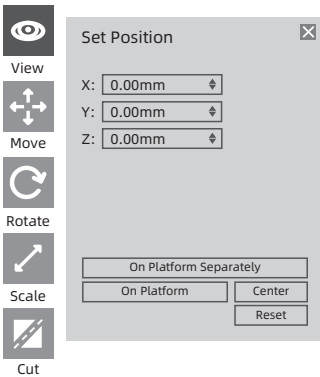 View
Move
Rotate
Scale
Cut
Set Position
X: 0.00mm
Y: 0.00mm
Z: 0.00mm
On Platform Separately
On Platform
Center
Reset